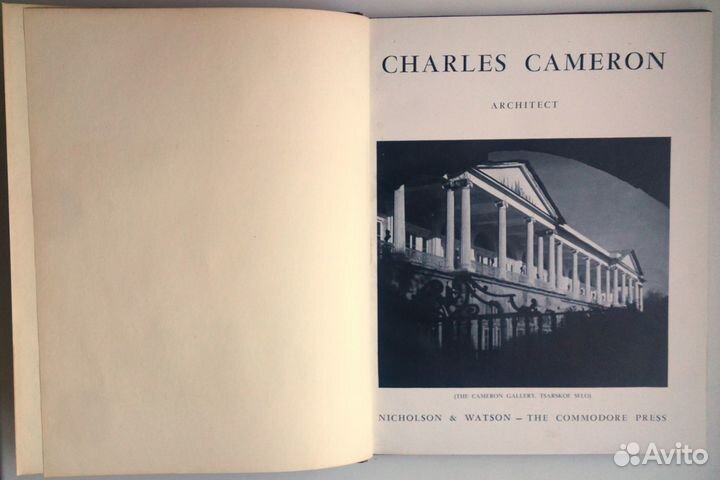 CHARLES CAMERON
ARCHITECT
(THE CAMERON GALLERY, TSARSKOE SELO)
NICHOLSON & WATSON – THE COMMODORE PRESS
Avito